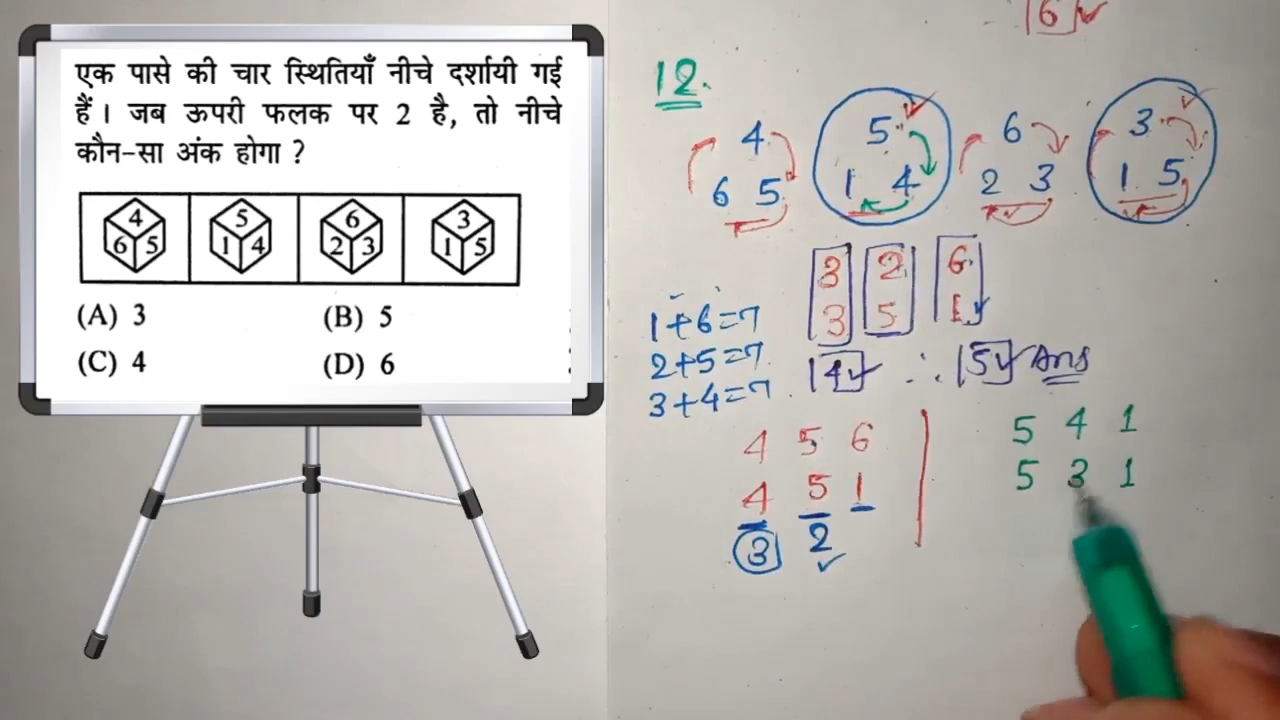 एक पासे की चार स्थितियाँ नीचे दर्शायी गई
हैं। जब ऊपरी फलक पर 2 है, तो नीचे
कौन-सा अंक होगा ?
4 5 6 3
6 5 1 4 2 3 1 5
(A) 3 (B) 5
(C) 4 (D) 6
6
12.
4 5 6 3
6 5 1 4 2 3 1 5
3 2 6
3 5 1
1+6=7
2+5=7
3+4=7
4 ∴ 5 Ans
4 5 6
4 5 1
3 2
5 4 1
5 3 1